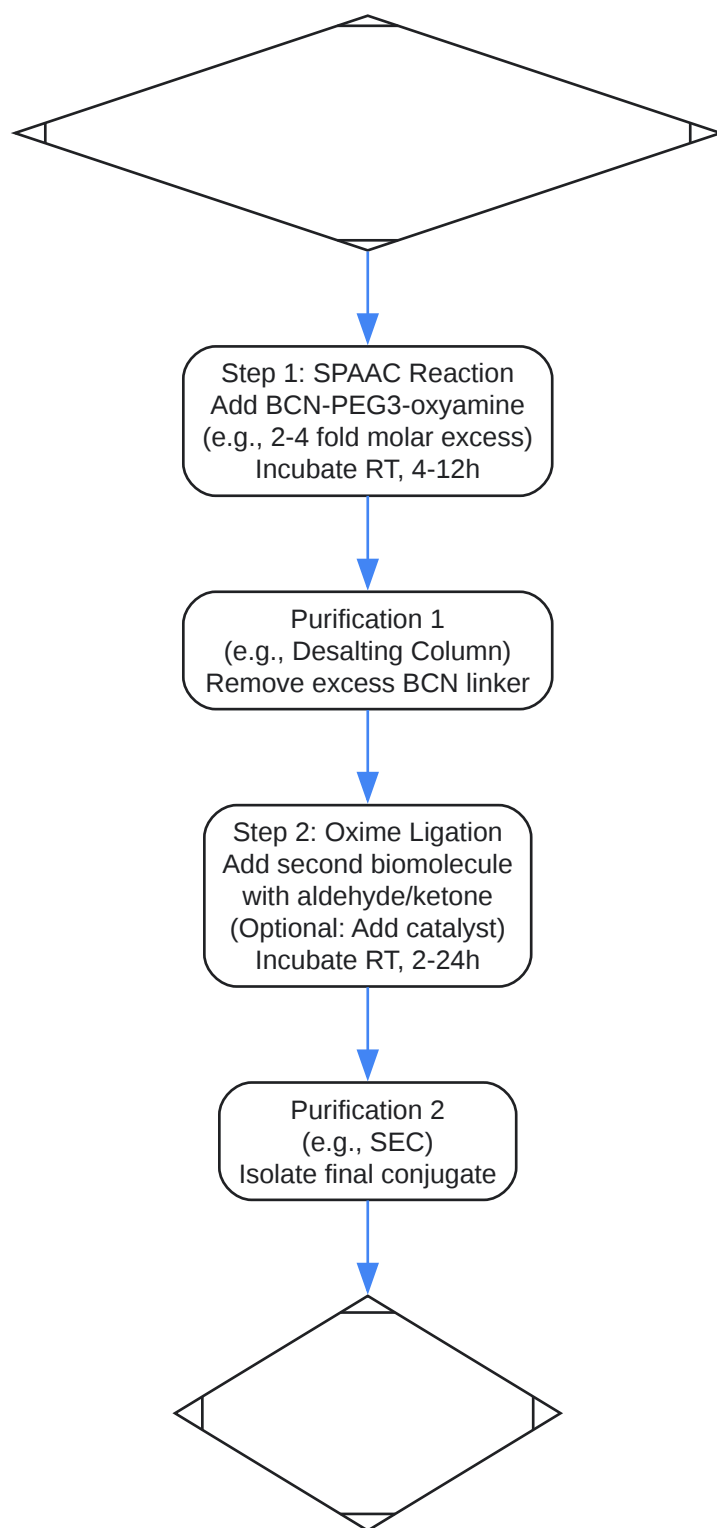 Step 1: SPAAC Reaction
Add BCN-PEG3-oxyamine
(e.g., 2-4 fold molar excess)
Incubate RT, 4-12h
Purification 1
(e.g., Desalting Column)
Remove excess BCN linker
Step 2: Oxime Ligation
Add second biomolecule
with aldehyde/ketone
(Optional: Add catalyst)
Incubate RT, 2-24h
Purification 2
(e.g., SEC)
Isolate final conjugate